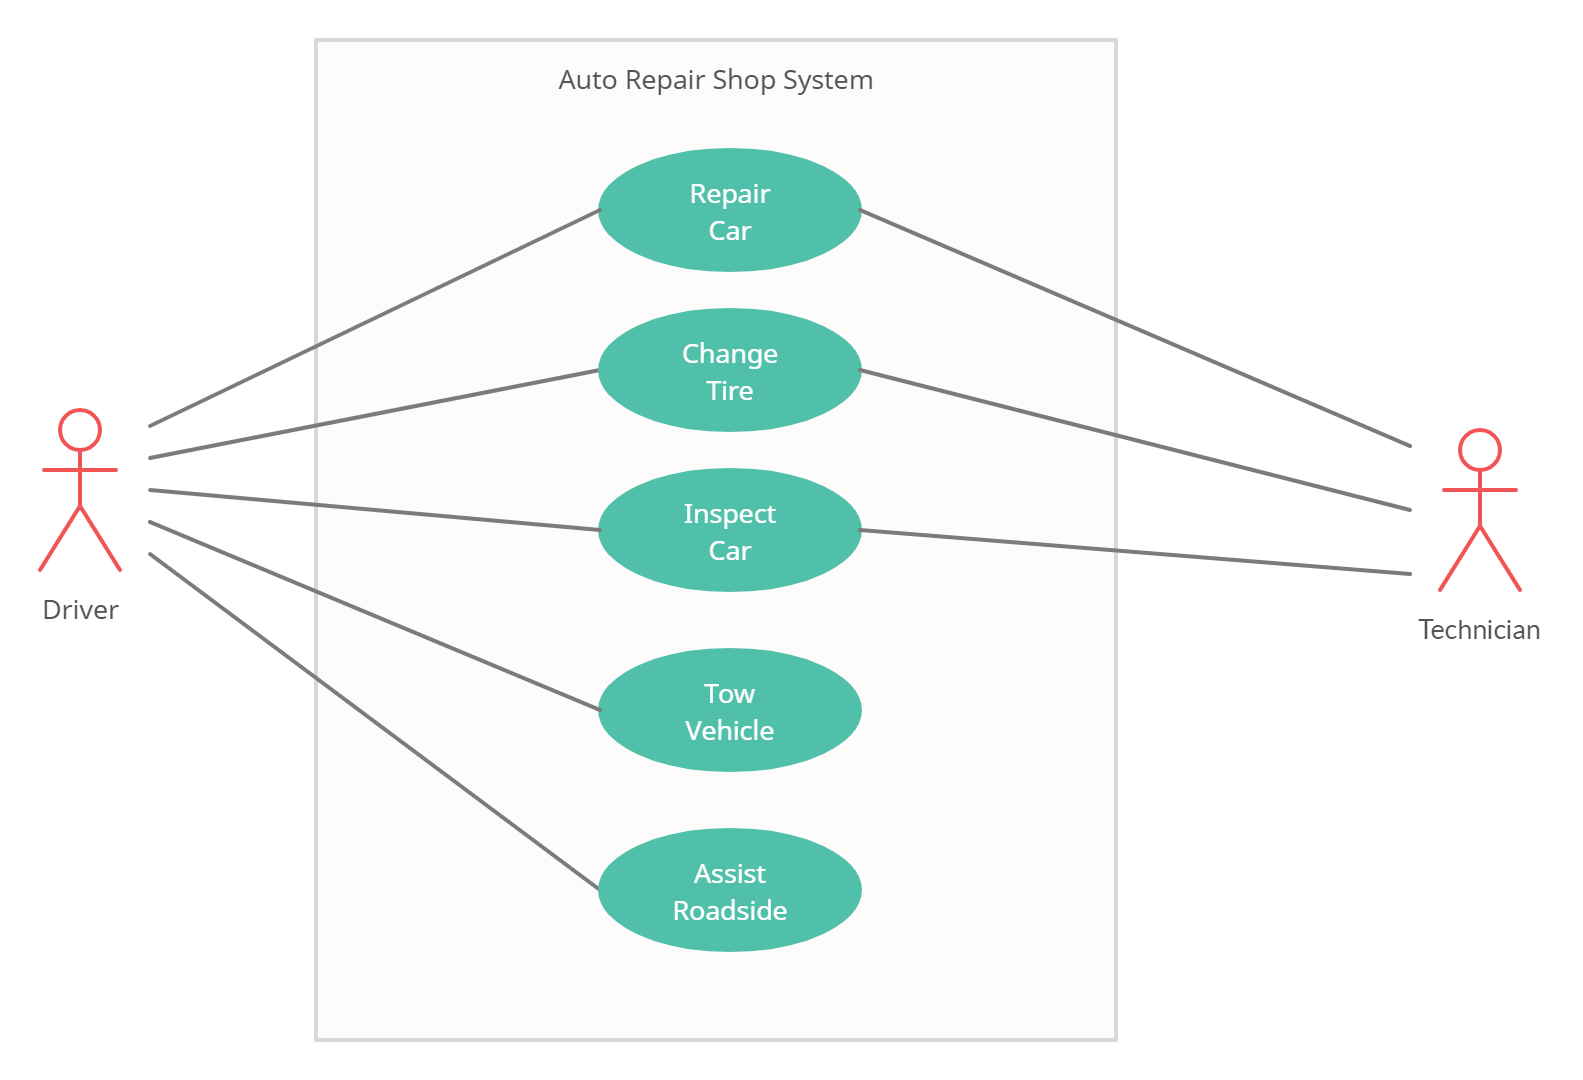 Auto Repair Shop System
Repair
Car
Change
Tire
Inspect
Car
Driver
Technician
Tow
Vehicle
Assist
Roadside